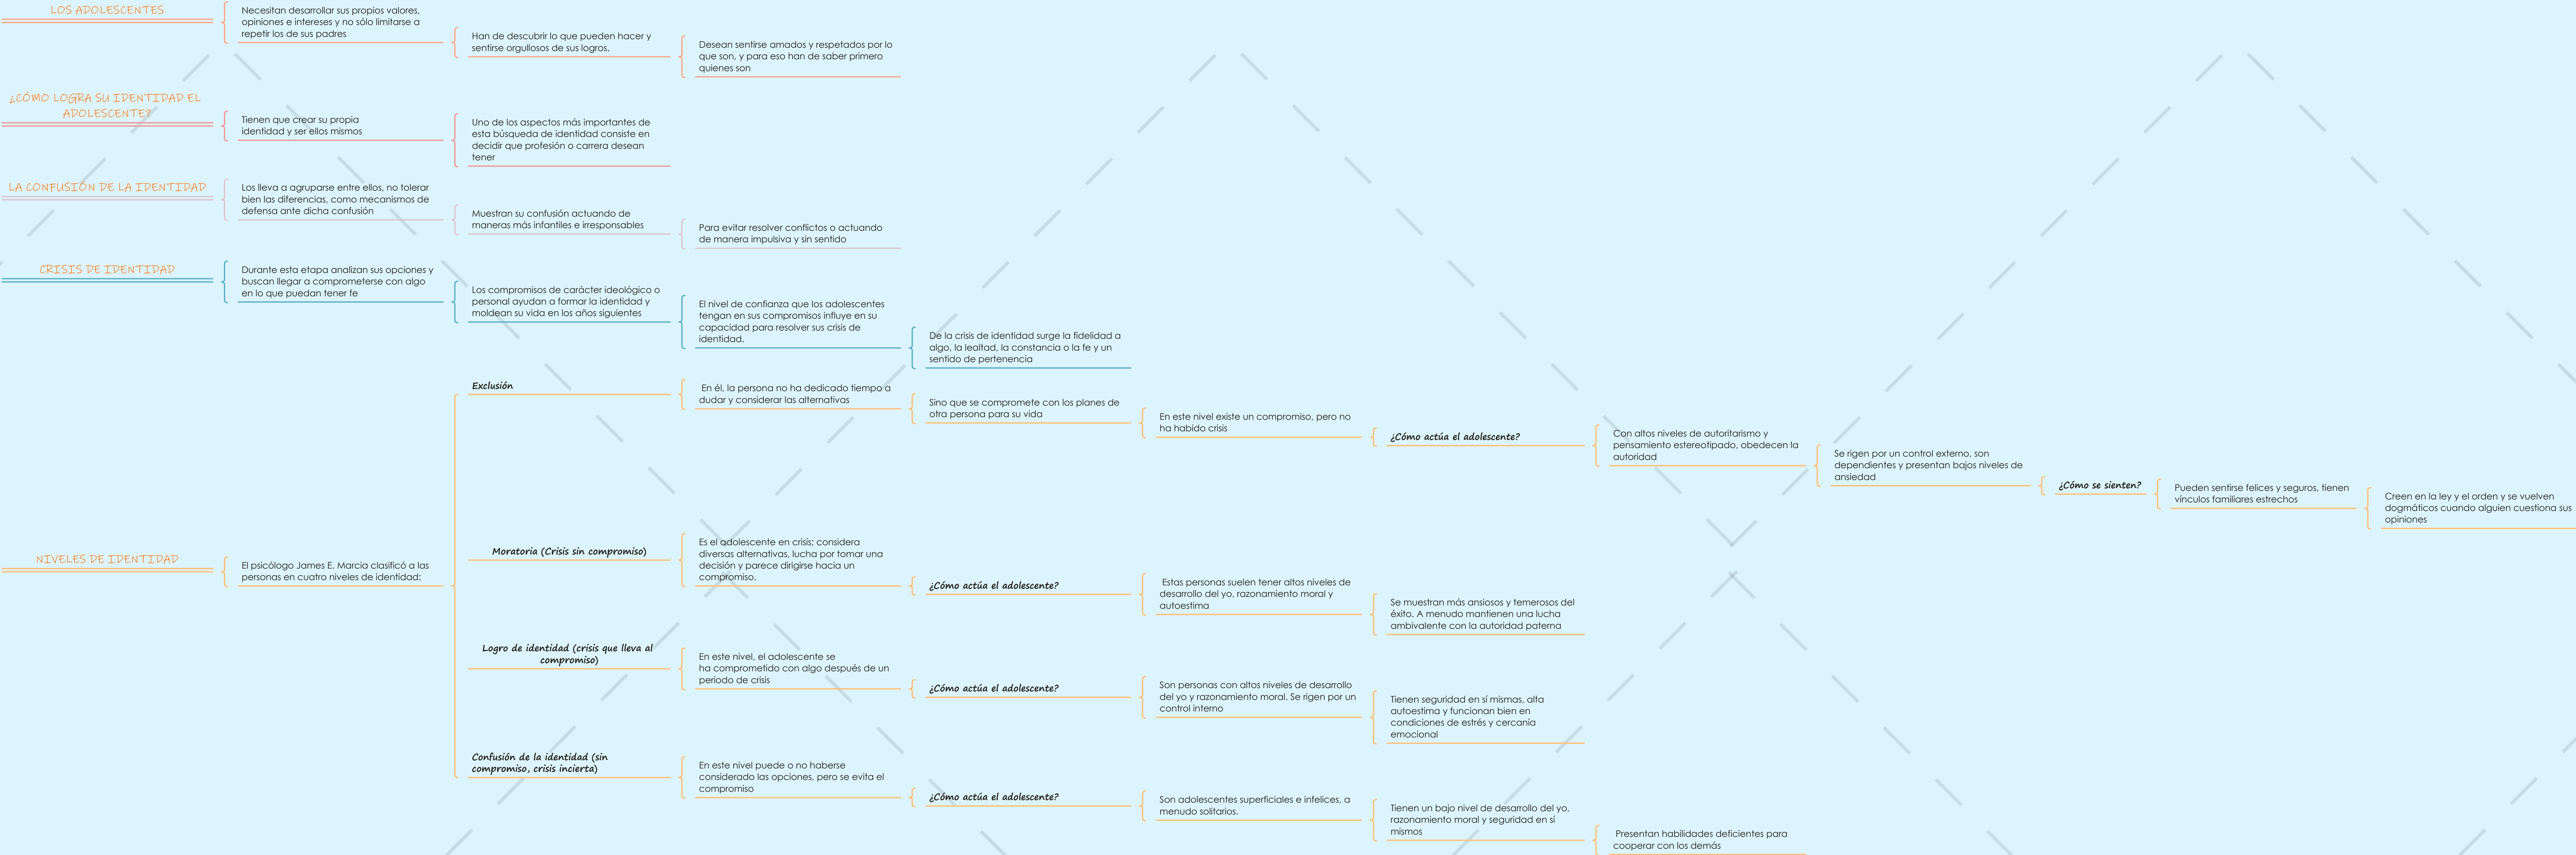 LOS ADOLESCENTES
Necesitan desarrollar sus propios valores,
opiniones e intereses y no sólo limitarse a
repetir los de sus padres
Han de descubrir lo que pueden hacer y
sentirse orgullosos de sus logros.
Desean sentirse amados y respetados por lo
que son, y para eso han de saber primero
quienes son
¿CÓMO LOGRA SU IDENTIDAD EL
ADOLESCENTE?
Tienen que crear su propia
identidad y ser ellos mismos
Uno de los aspectos más importantes de
esta búsqueda de identidad consiste en
decidir que profesión o carrera desean
tener
LA CONFUSIÓN DE LA IDENTIDAD
Los lleva a agruparse entre ellos, no tolerar
bien las diferencias, como mecanismos de
defensa ante dicha confusión
Muestran su confusión actuando de
maneras más infantiles e irresponsables
Para evitar resolver conflictos o actuando
de manera impulsiva y sin sentido
CRISIS DE IDENTIDAD
Durante esta etapa analizan sus opciones y
buscan llegar a comprometerse con algo
en lo que puedan tener fe
Los compromisos de carácter ideológico o
personal ayudan a formar la identidad y
moldean su vida en los años siguientes
El nivel de confianza que los adolescentes
tengan en sus compromisos influye en su
capacidad para resolver sus crisis de
identidad.
De la crisis de identidad surge la fidelidad a
algo, la lealtad, la constancia o la fe y un
sentido de pertenencia
NIVELES DE IDENTIDAD
El psicólogo James E. Marcia clasificó a las
personas en cuatro niveles de identidad:
Exclusión
En él, la persona no ha dedicado tiempo a
dudar y considerar las alternativas
Sino que se compromete con los planes de
otra persona para su vida
En este nivel existe un compromiso, pero no
ha habido crisis
¿Cómo actúa el adolescente?
Con altos niveles de autoritarismo y
pensamiento estereotipado, obedecen la
autoridad
Se rigen por un control externo, son
dependientes y presentan bajos niveles de
ansiedad
¿Cómo se sienten?
Pueden sentirse felices y seguros, tienen
vínculos familiares estrechos
Creen en la ley y el orden y se vuelven
dogmáticos cuando alguien cuestiona sus
opiniones
Moratoria (Crisis sin compromiso)
Es el adolescente en crisis; considera
diversas alternativas, lucha por tomar una
decisión y parece dirigirse hacia un
compromiso.
¿Cómo actúa el adolescente?
Estas personas suelen tener altos niveles de
desarrollo del yo, razonamiento moral y
autoestima
Se muestran más ansiosos y temerosos del
éxito. A menudo mantienen una lucha
ambivalente con la autoridad paterna
Logro de identidad (crisis que lleva al
compromiso)
En este nivel, el adolescente se
ha comprometido con algo después de un
periodo de crisis
¿Cómo actúa el adolescente?
Son personas con altos niveles de desarrollo
del yo y razonamiento moral. Se rigen por un
control interno
Tienen seguridad en sí mismas, alta
autoestima y funcionan bien en
condiciones de estrés y cercanía
emocional
Confusión de la identidad (sin
compromiso, crisis incierta)
En este nivel puede o no haberse
considerado las opciones, pero se evita el
compromiso
¿Cómo actúa el adolescente?
Son adolescentes superficiales e infelices, a
menudo solitarios.
Tienen un bajo nivel de desarrollo del yo,
razonamiento moral y seguridad en sí
mismos
Presentan habilidades deficientes para
cooperar con los demás